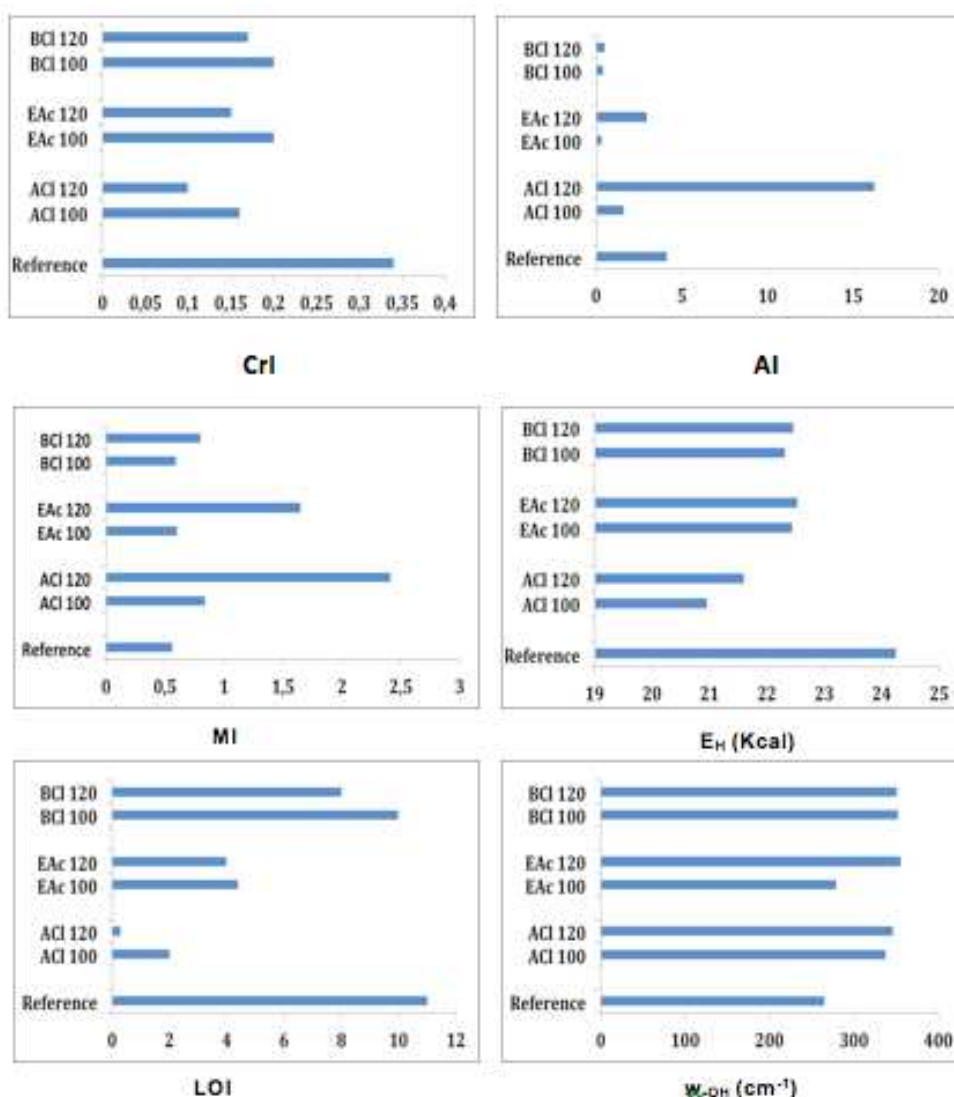 BCl 120
BCl 100
EAc 120
EAc 100
ACl 120
ACl 100
Reference
0 0,05 0,1 0,15 0,2 0,25 0,3 0,35 0,4
CrI
BCl 120
BCl 100
EAc 120
EAc 100
ACl 120
ACl 100
Reference
0 5 10 15 20
AI
BCl 120
BCl 100
EAc 120
EAc 100
ACl 120
ACl 100
Reference
0 0,5 1 1,5 2 2,5 3
MI
BCl 120
BCl 100
EAc 120
EAc 100
ACl 120
ACl 100
Reference
19 20 21 22 23 24 25
E_H (Kcal)
BCl 120
BCl 100
EAc 120
EAc 100
ACl 120
ACl 100
Reference
0 2 4 6 8 10 12
LOI
BCl 120
BCl 100
EAc 120
EAc 100
ACl 120
ACl 100
Reference
0 100 200 300 400
w-OH (cm⁻¹)